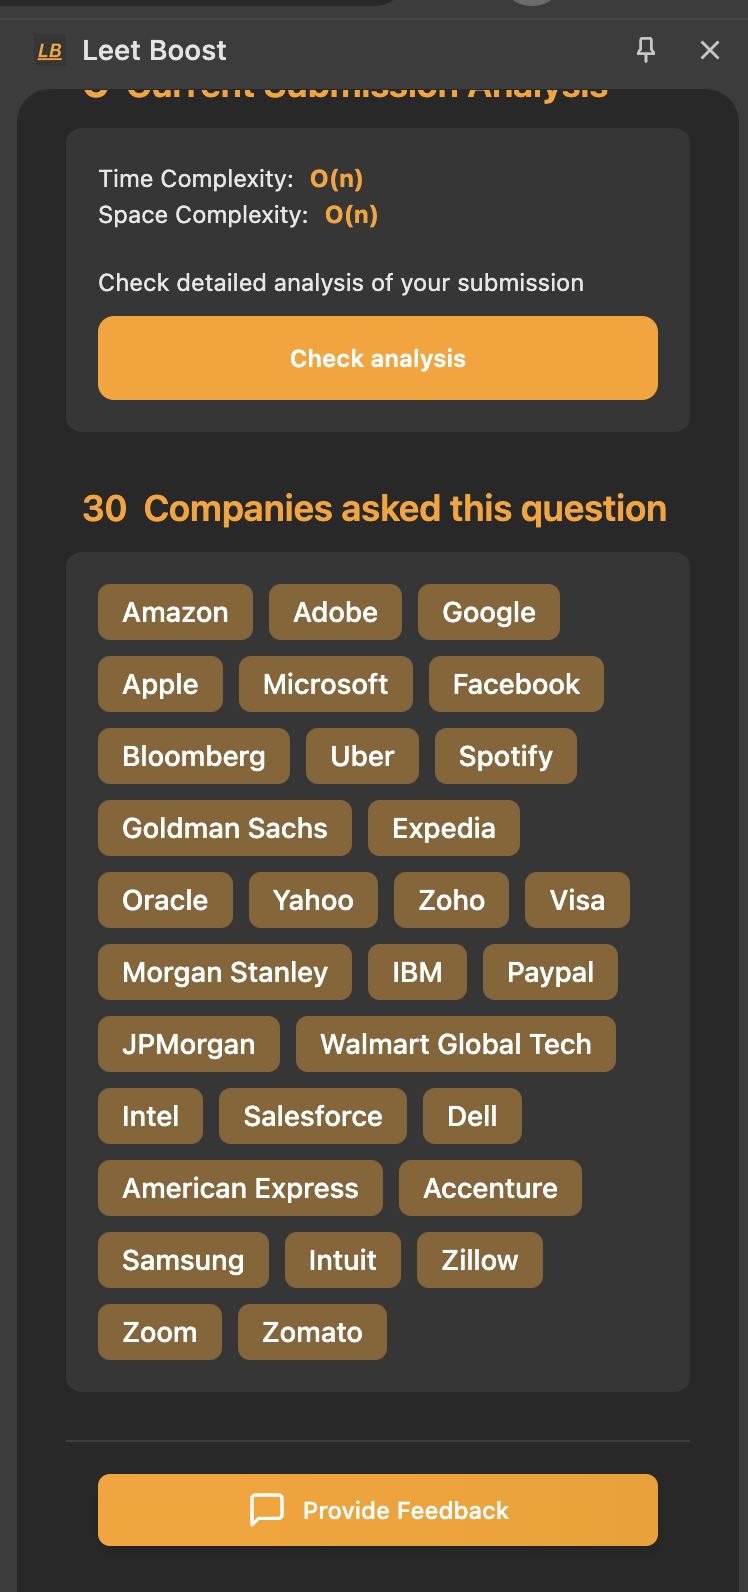 LB Leet Boost
Current Submission Analysis
Time Complexity: O(n)
Space Complexity: O(n)
Check detailed analysis of your submission
Check analysis
30 Companies asked this question
Amazon Adobe Google
Apple Microsoft Facebook
Bloomberg Uber Spotify
Goldman Sachs Expedia
Oracle Yahoo Zoho Visa
Morgan Stanley IBM Paypal
JPMorgan Walmart Global Tech
Intel Salesforce Dell
American Express Accenture
Samsung Intuit Zillow
Zoom Zomato
Provide Feedback